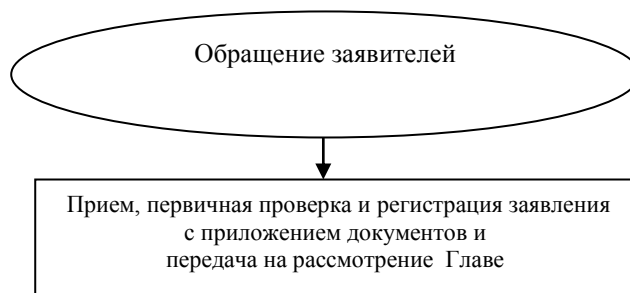 Обращение заявителей
Прием, первичная проверка и регистрация заявления
с приложением документов и
передача на рассмотрение Главе